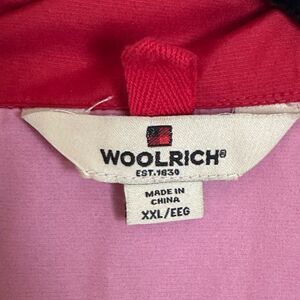 WOOLRICH®
EST.1830
MADE IN
CHINA
XXL/EEG